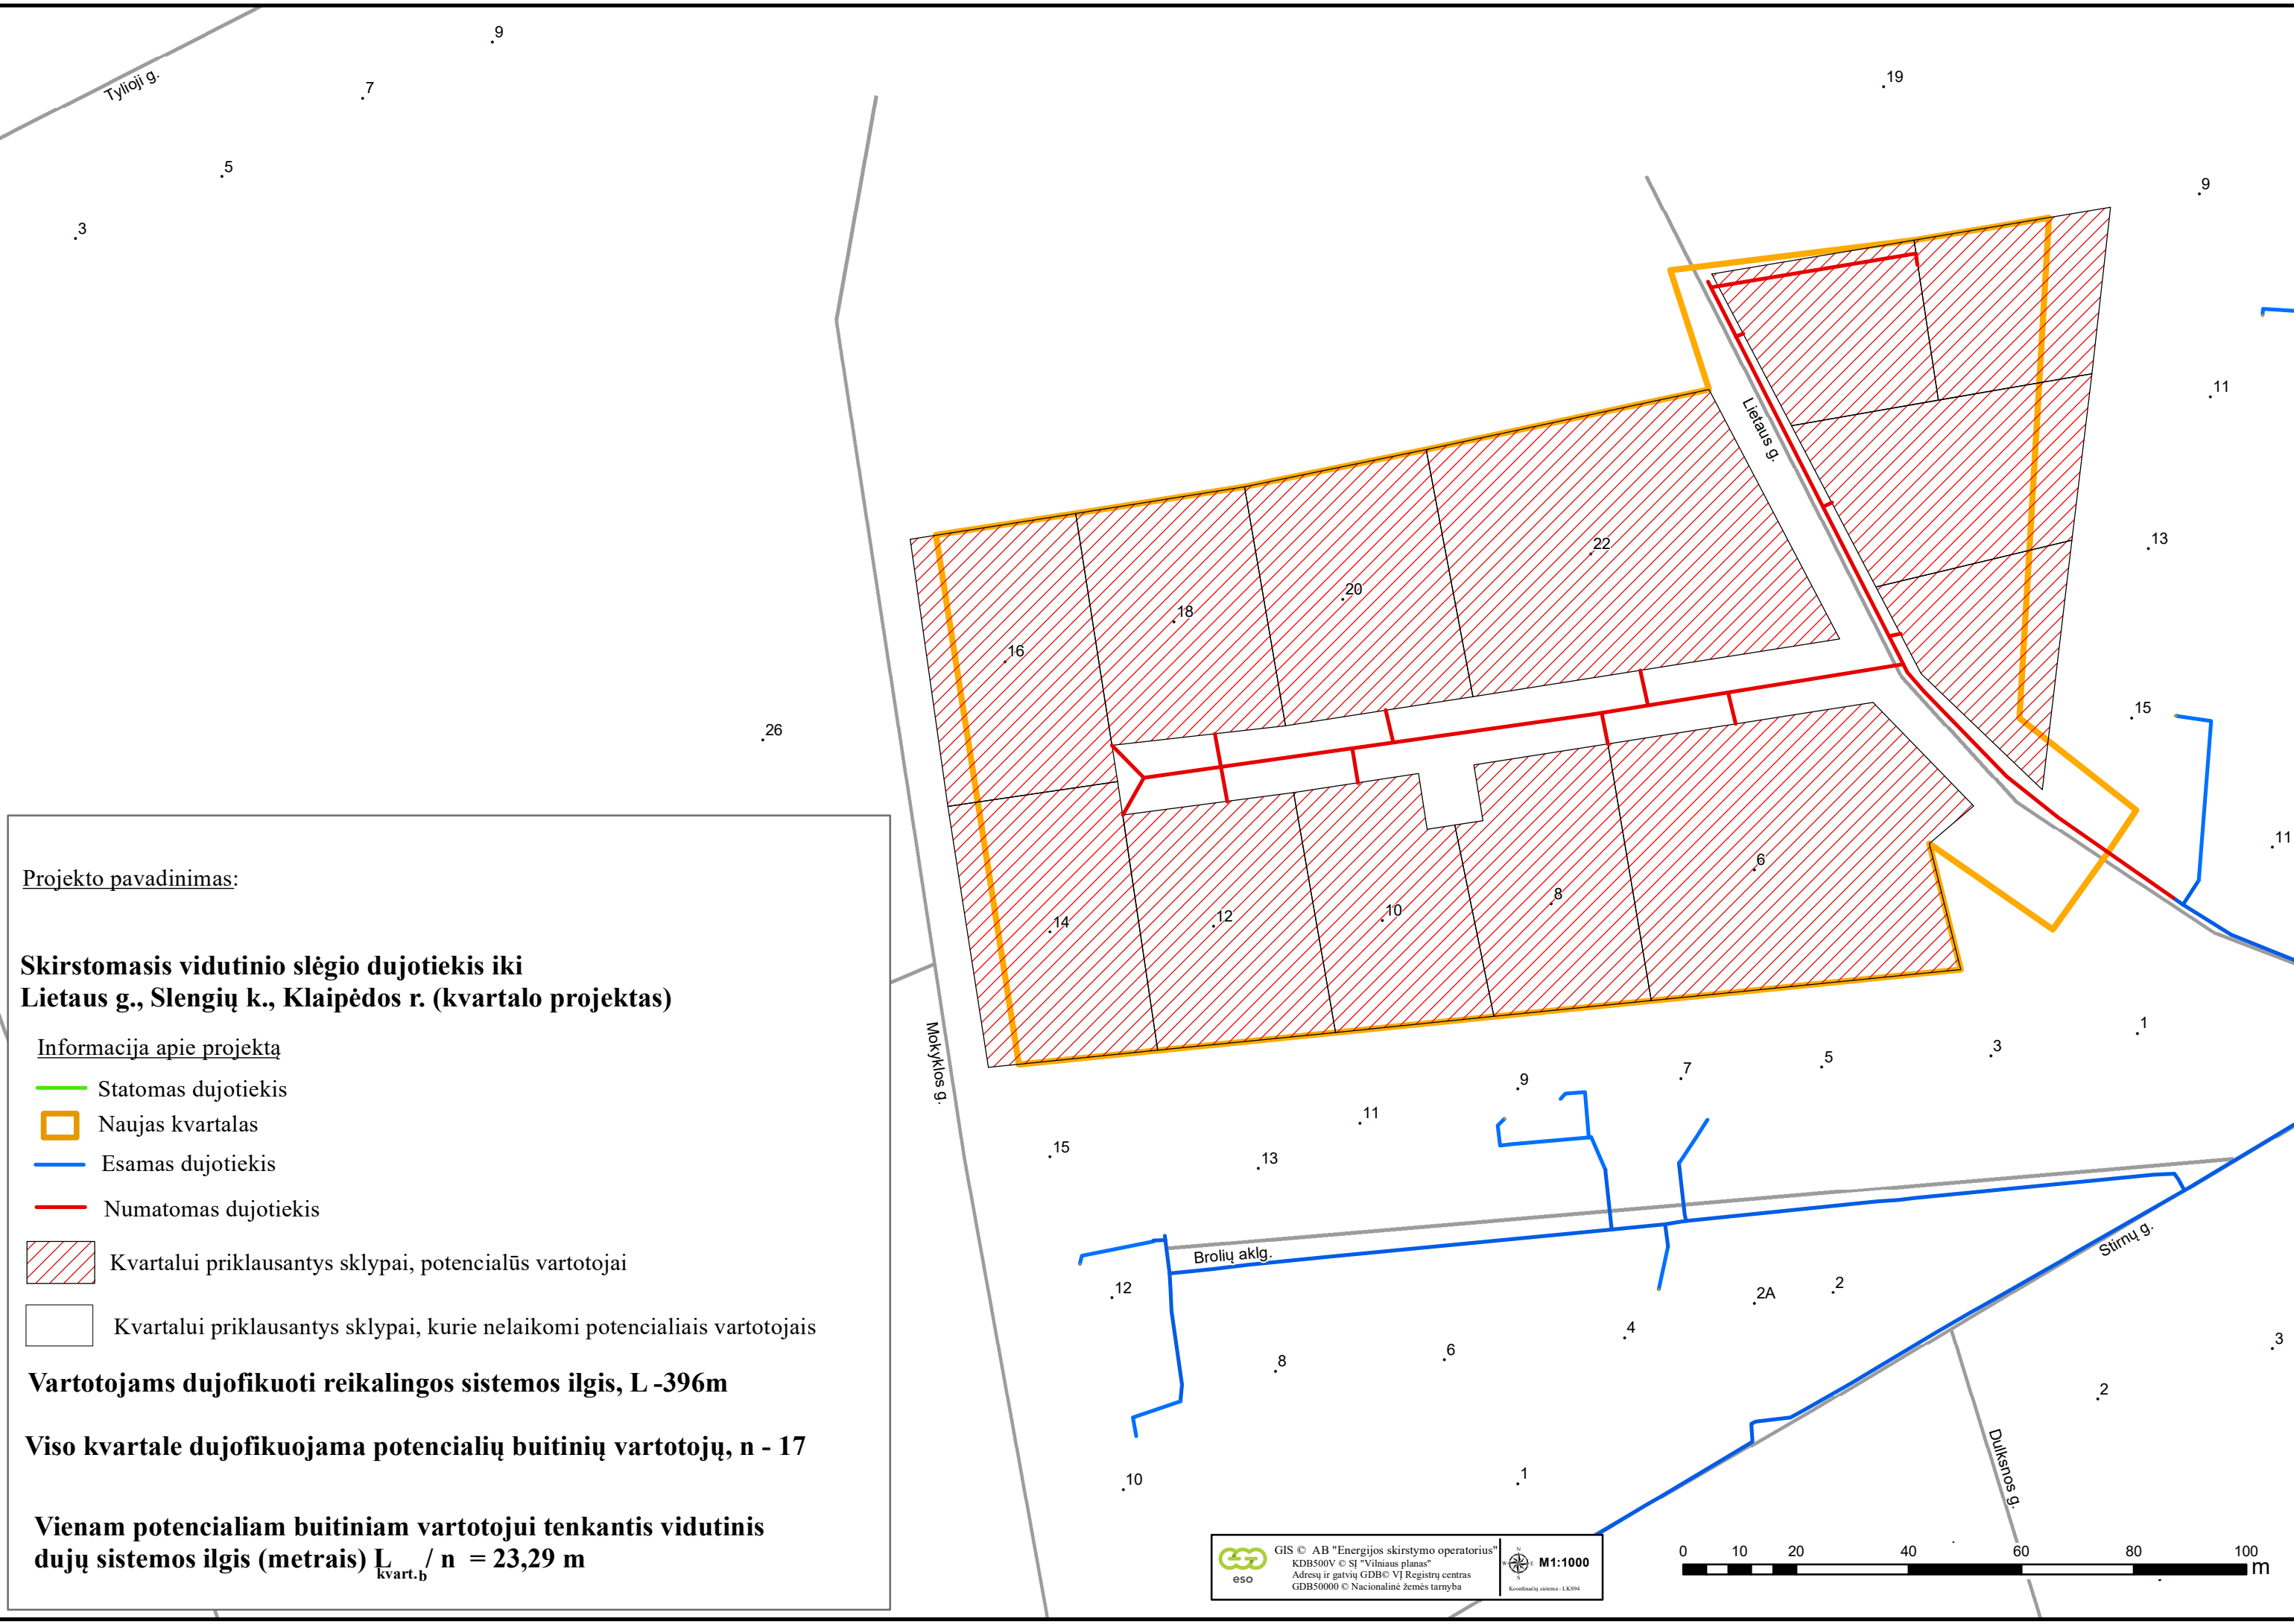 9
7
Tylioji g.
5
3
19
9
11
Lietaus g.
13
22
20
18
16
15
26
11
6
8
10
12
14
1
3
5
7
9
11
13
15
Mokyklos g.
Brolių aklg.
Stirnų g.
12
2A
2
4
6
8
3
2
10
1
Dulksnos g.
Projekto pavadinimas:
Skirstomasis vidutinio slėgio dujotiekis iki
Lietaus g., Slengių k., Klaipėdos r. (kvartalo projektas)
Informacija apie projektą
Statomas dujotiekis
Naujas kvartalas
Esamas dujotiekis
Numatomas dujotiekis
Kvartalui priklausantys sklypai, potencialūs vartotojai
Kvartalui priklausantys sklypai, kurie nelaikomi potencialiais vartotojais
Vartotojams dujofikuoti reikalingos sistemos ilgis, L -396m
Viso kvartale dujofikuojama potencialių buitinių vartotojų, n - 17
Vienam potencialiam buitiniam vartotojui tenkantis vidutinis
dujų sistemos ilgis (metrais) L kvart.b / n = 23,29 m
eso
GIS © AB "Energijos skirstymo operatorius"
KDB500V © SĮ "Vilniaus planas"
Adresų ir gatvių GDB© VĮ Registrų centras
GDB50000 © Nacionalinė žemės tarnyba
N
W E
S
M1:1000
Koordinačių sistema - LKS94
0 10 20 40 60 80 100
m